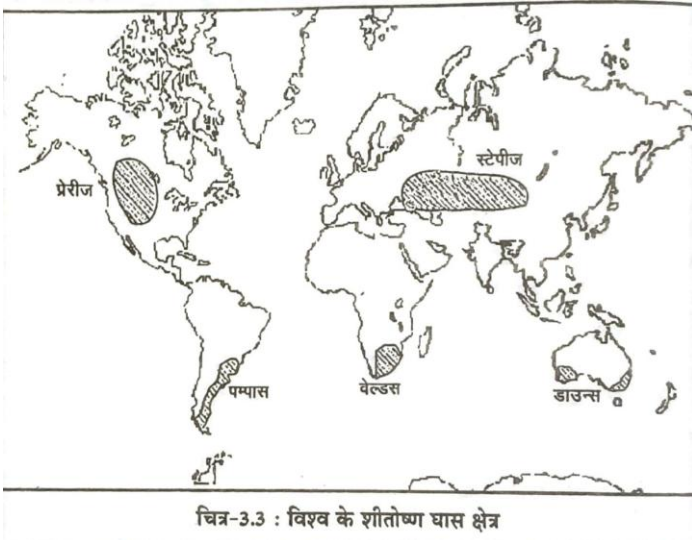 स्टेपीज
प्रेरीज
पम्पास
वेल्डस
डाउन्स
चित्र-3.3 : विश्व के शीतोष्ण घास क्षेत्र